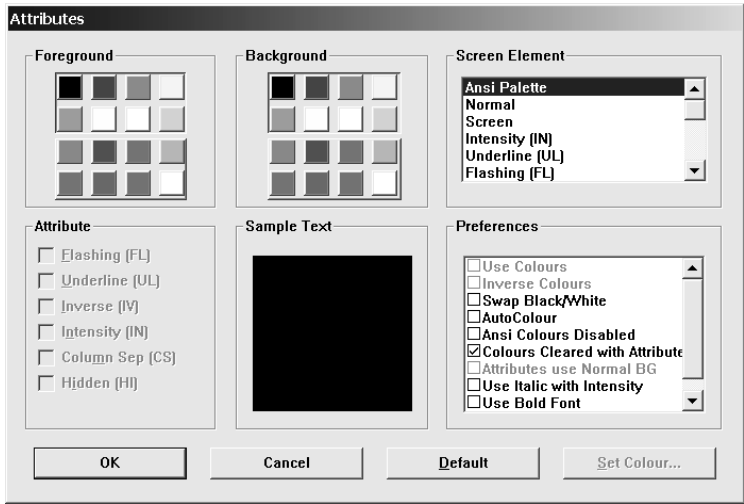 Attributes
Foreground
Background
Screen Element
Ansi Palette
Normal
Screen
Intensity (IN)
Underline (UL)
Flashing (FL)
Attribute
Flashing (FL)
Underline (UL)
Inverse (IV)
Intensity (IN)
Column Sep (CS)
Hidden (HI)
Sample Text
Preferences
Use Colours
Inverse Colours
Swap Black/White
AutoColour
Ansi Colours Disabled
Colours Cleared with Attribute
Attributes use Normal BG
Use Italic with Intensity
Use Bold Font
OK
Cancel
Default
Set Colour...